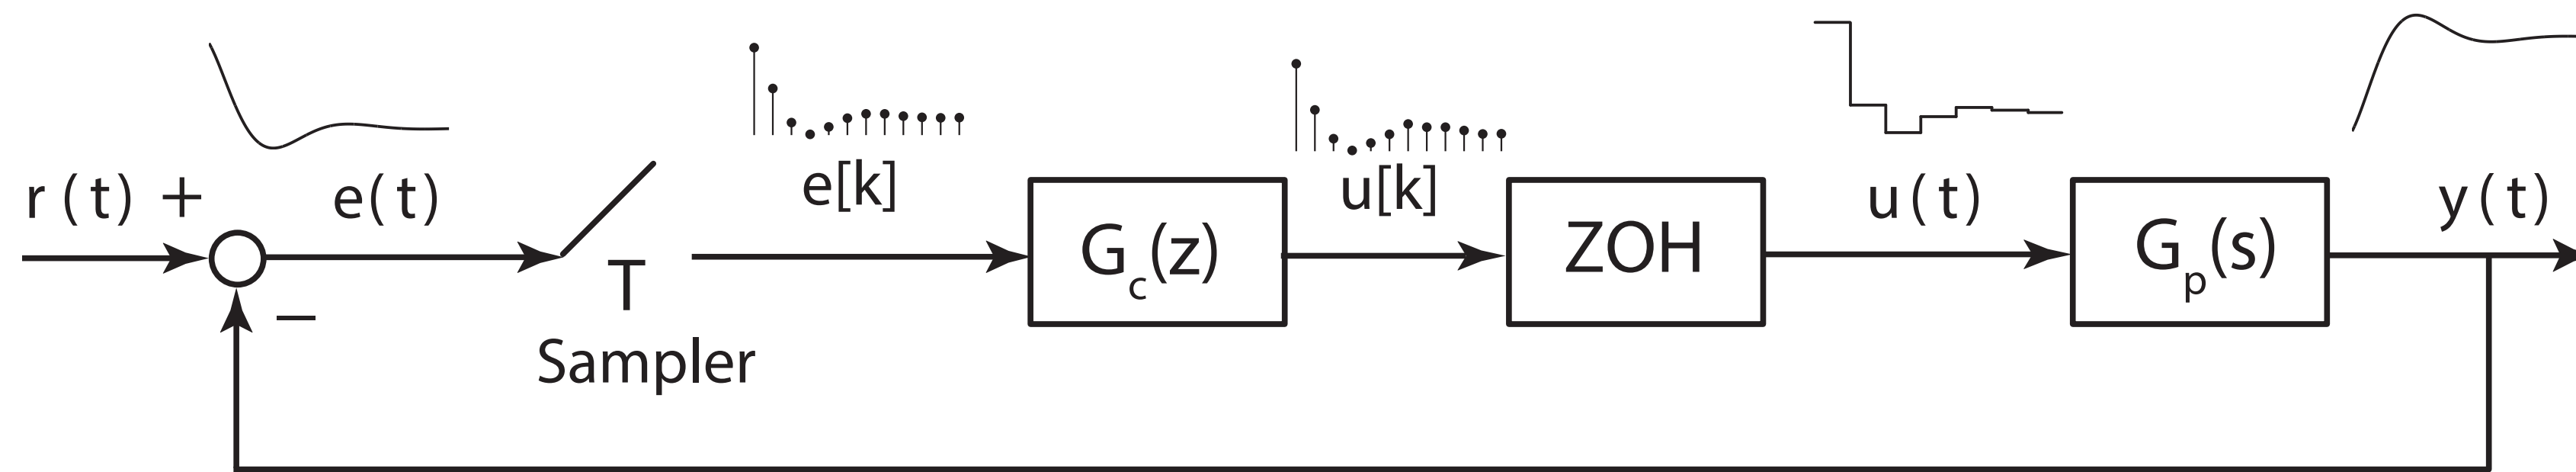 r(t) +
e(t)
e[k]
u[k]
u(t)
y(t)
G_c(z)
ZOH
G_p(s)
−
T
Sampler